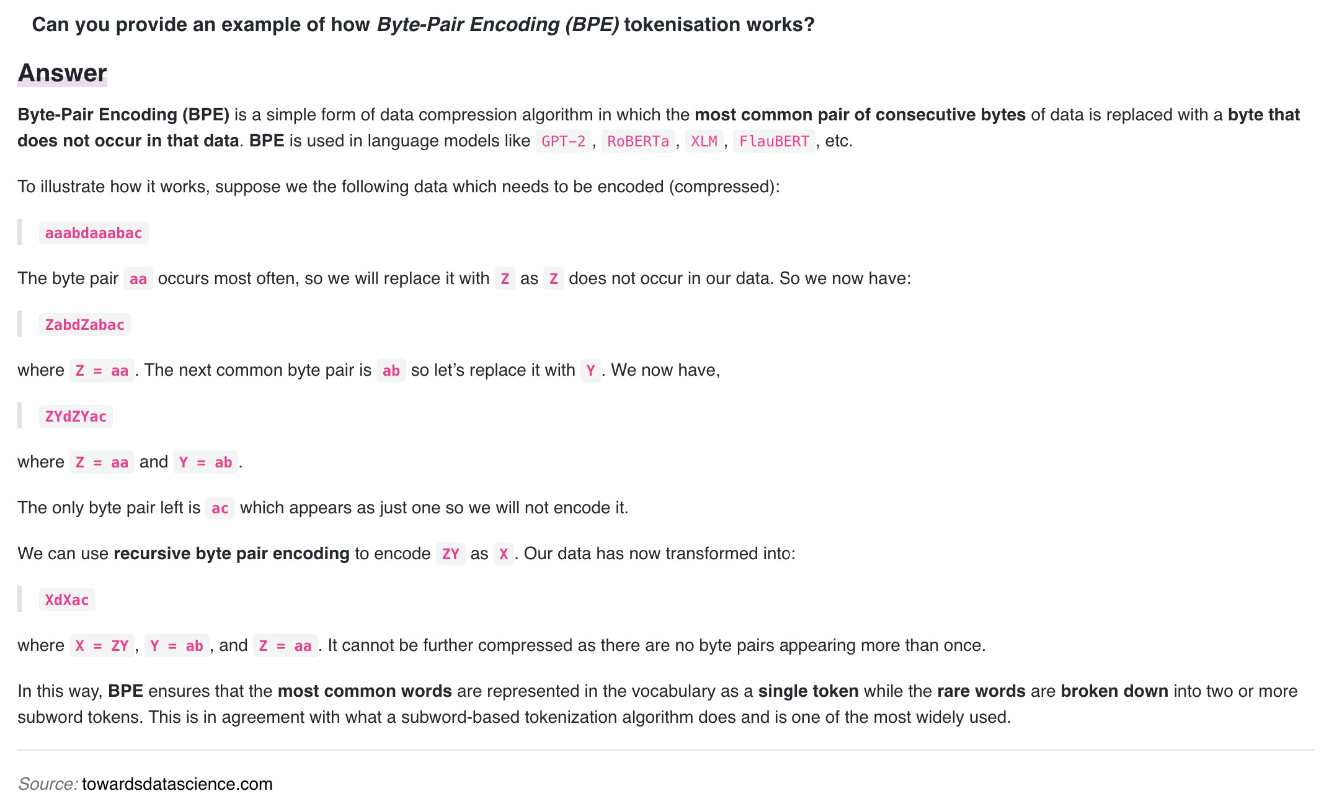 Can you provide an example of how Byte-Pair Encoding (BPE) tokenisation works?
Answer
Byte-Pair Encoding (BPE) is a simple form of data compression algorithm in which the most common pair of consecutive bytes of data is replaced with a byte that
does not occur in that data. BPE is used in language models like GPT-2 , RoBERTa , XLM , FlauBERT , etc.
To illustrate how it works, suppose we the following data which needs to be encoded (compressed):
aaabdaaabac
The byte pair aa occurs most often, so we will replace it with Z as Z does not occur in our data. So we now have:
ZabdZabac
where Z = aa . The next common byte pair is ab so let’s replace it with Y . We now have,
ZYdZYac
where Z = aa and Y = ab .
The only byte pair left is ac which appears as just one so we will not encode it.
We can use recursive byte pair encoding to encode ZY as X . Our data has now transformed into:
XdXac
where X = ZY , Y = ab , and Z = aa . It cannot be further compressed as there are no byte pairs appearing more than once.
In this way, BPE ensures that the most common words are represented in the vocabulary as a single token while the rare words are broken down into two or more
subword tokens. This is in agreement with what a subword-based tokenization algorithm does and is one of the most widely used.
Source: towardsdatascience.com